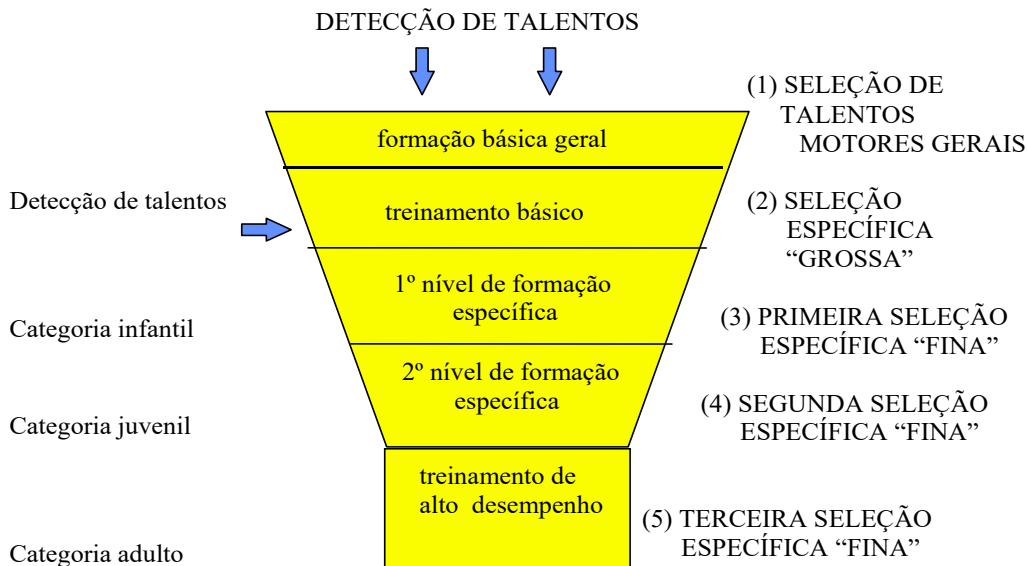 DETECÇÃO DE TALENTOS
(1) SELEÇÃO DE
TALENTOS
MOTORES GERAIS
formação básica geral
Detecção de talentos
treinamento básico
(2) SELEÇÃO
ESPECÍFICA
“GROSSA”
1º nível de formação
específica
Categoria infantil
(3) PRIMEIRA SELEÇÃO
ESPECÍFICA “FINA”
2º nível de formação
específica
Categoria juvenil
(4) SEGUNDA SELEÇÃO
ESPECÍFICA “FINA”
treinamento de
alto desempenho
Categoria adulto
(5) TERCEIRA SELEÇÃO
ESPECÍFICA “FINA”